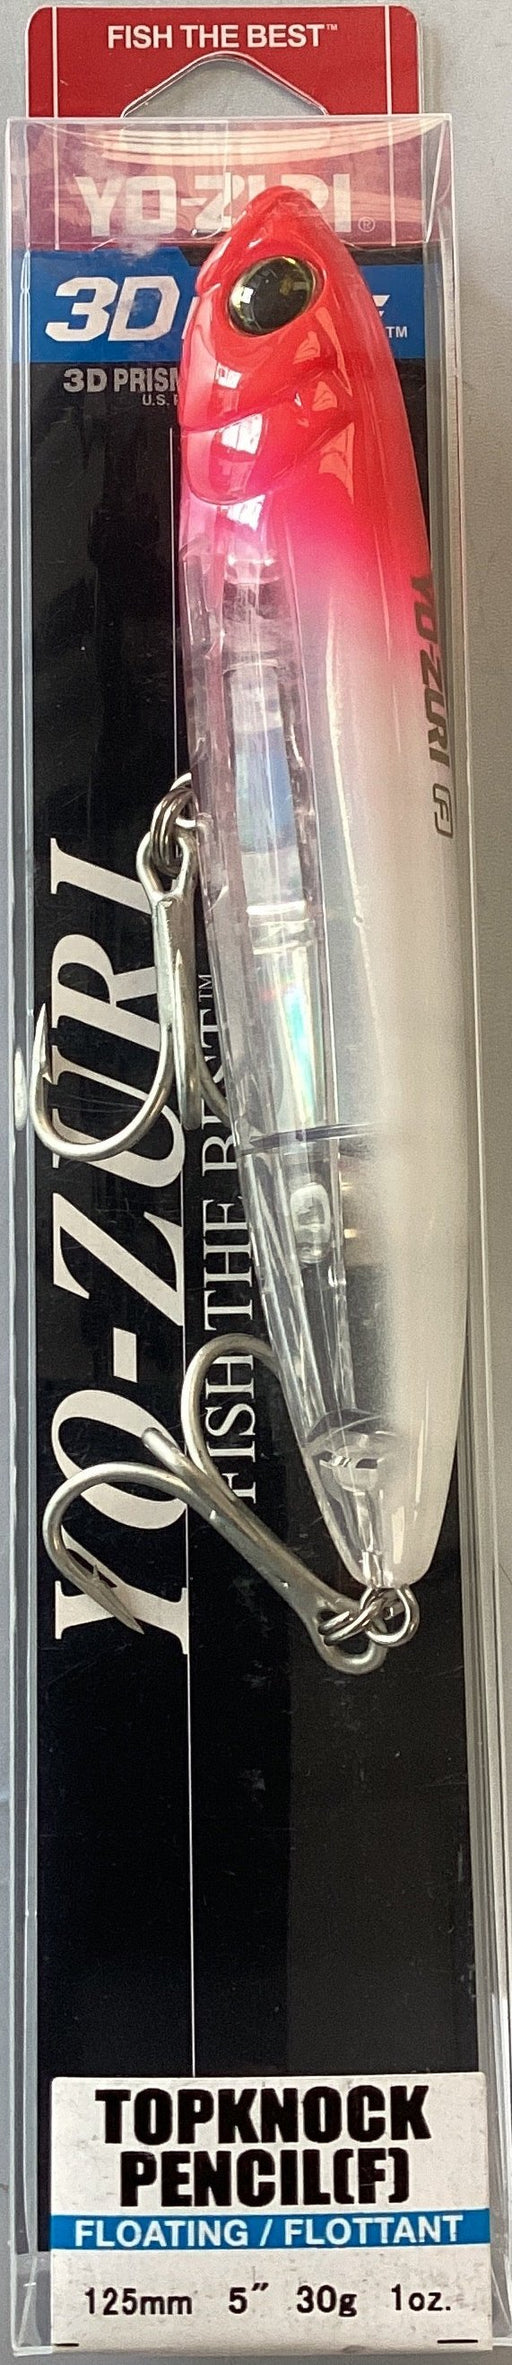 FISH THE BEST™
YO-ZURI®
3D
™
3D PRISM
U.S.
YO-ZURI (F)
YO-ZURI
FISH THE BEST™
TOPKNOCK
PENCIL(F)
FLOATING / FLOTTANT
125mm 5" 30g 1oz.